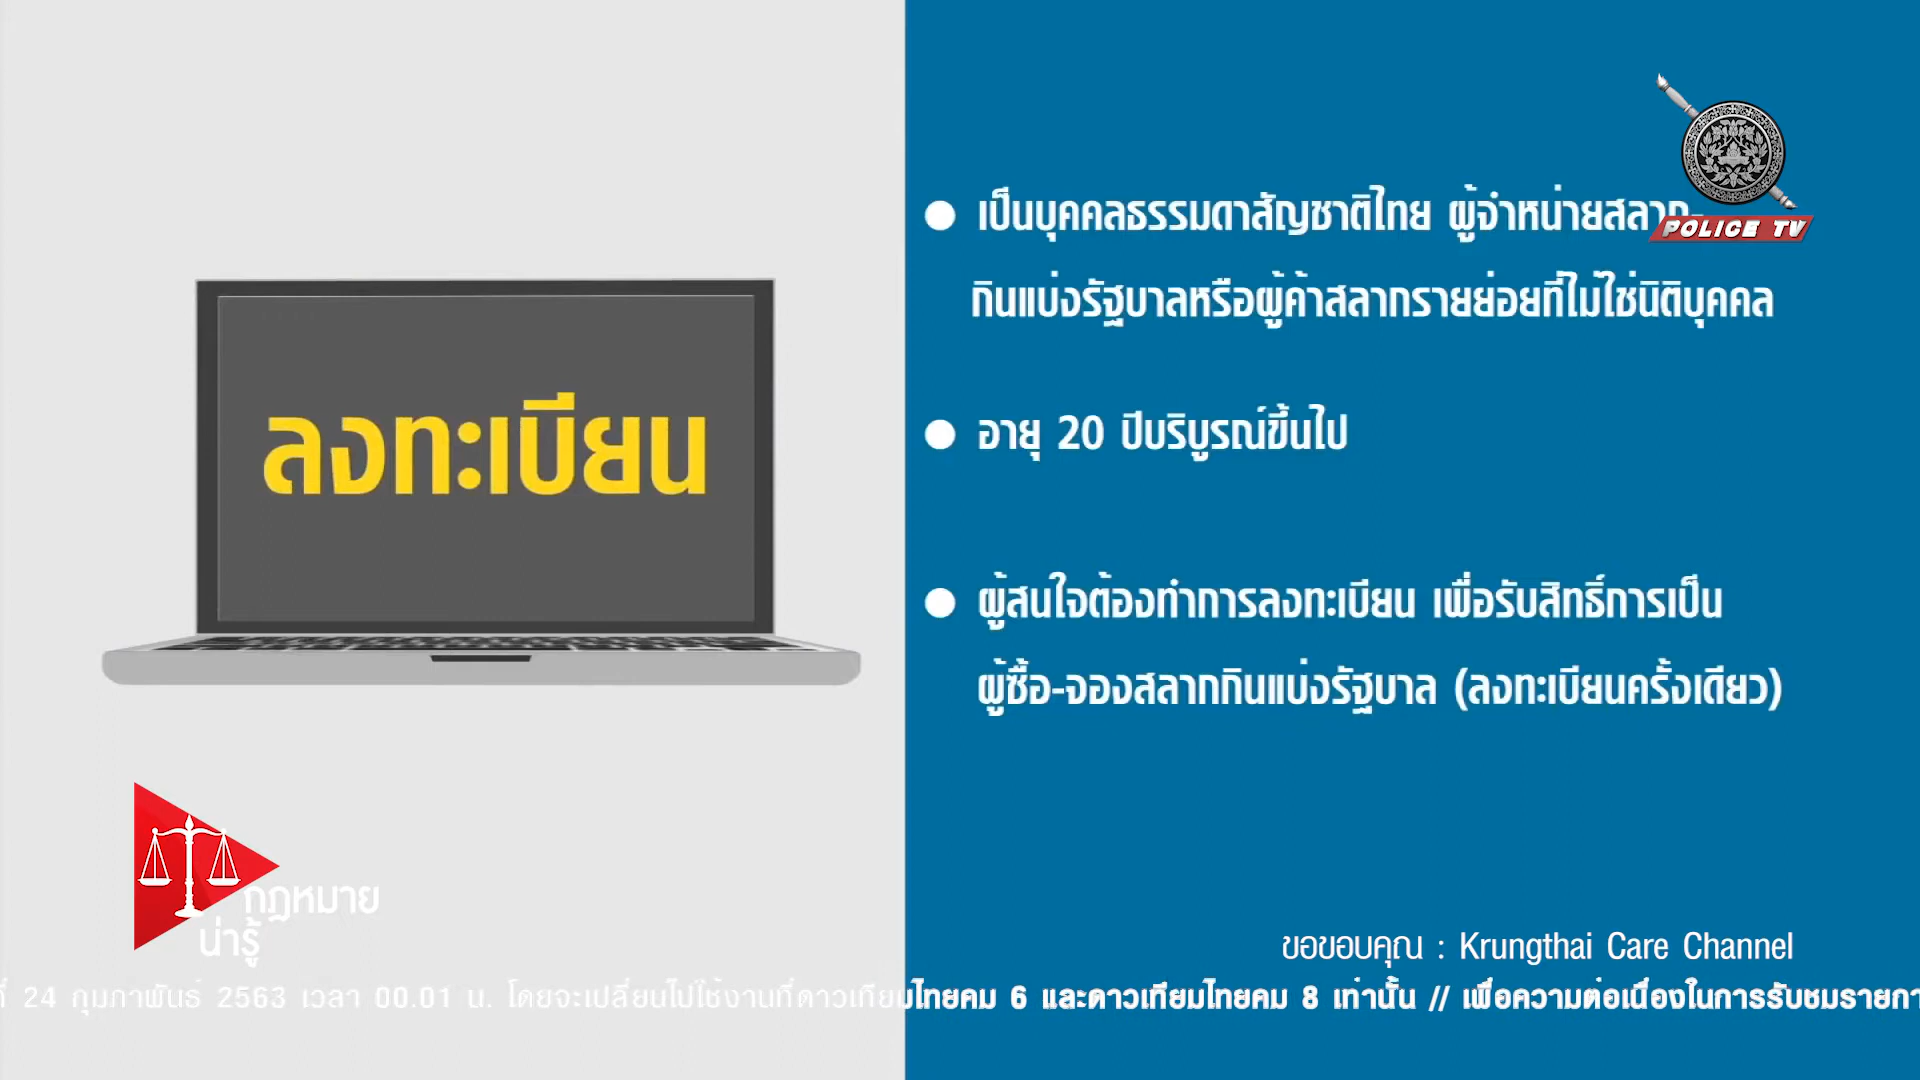 ลงทะเบียน
POLICE TV
เป็นบุคคลธรรมดาสัญชาติไทย ผู้จำหน่ายสลาก-
กินแบ่งรัฐบาลหรือผู้ค้าสลากรายย่อยที่ไม่ใช่นิติบุคคล
อายุ 20 ปีบริบูรณ์ขึ้นไป
ผู้สนใจต้องทำการลงทะเบียน เพื่อรับสิทธิ์การเป็น
ผู้ซื้อ-จองสลากกินแบ่งรัฐบาล (ลงทะเบียนครั้งเดียว)
กฎหมาย
น่ารู้
ขอขอบคุณ : Krungthai Care Channel
24 กุมภาพันธ์ 2563 เวลา 00.01 น. โดยจะเปลี่ยนไปใช้งานที่ดาวเทียมไทยคม 6 และดาวเทียมไทยคม 8 เท่านั้น // เพื่อความต่อเนื่องในการรับชมรายกา